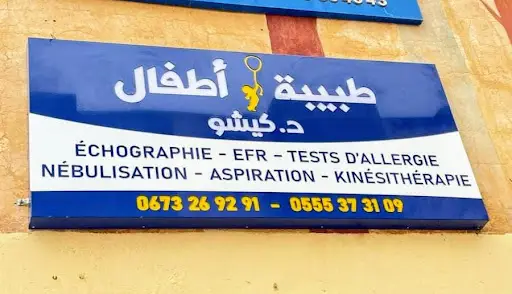 طبيبة أطفال
د. كيشو
ÉCHOGRAPHIE - EFR - TESTS D'ALLERGIE
NÉBULISATION - ASPIRATION - KINÉSITHÉRAPIE
0673 26 92 91 - 0555 37 31 09